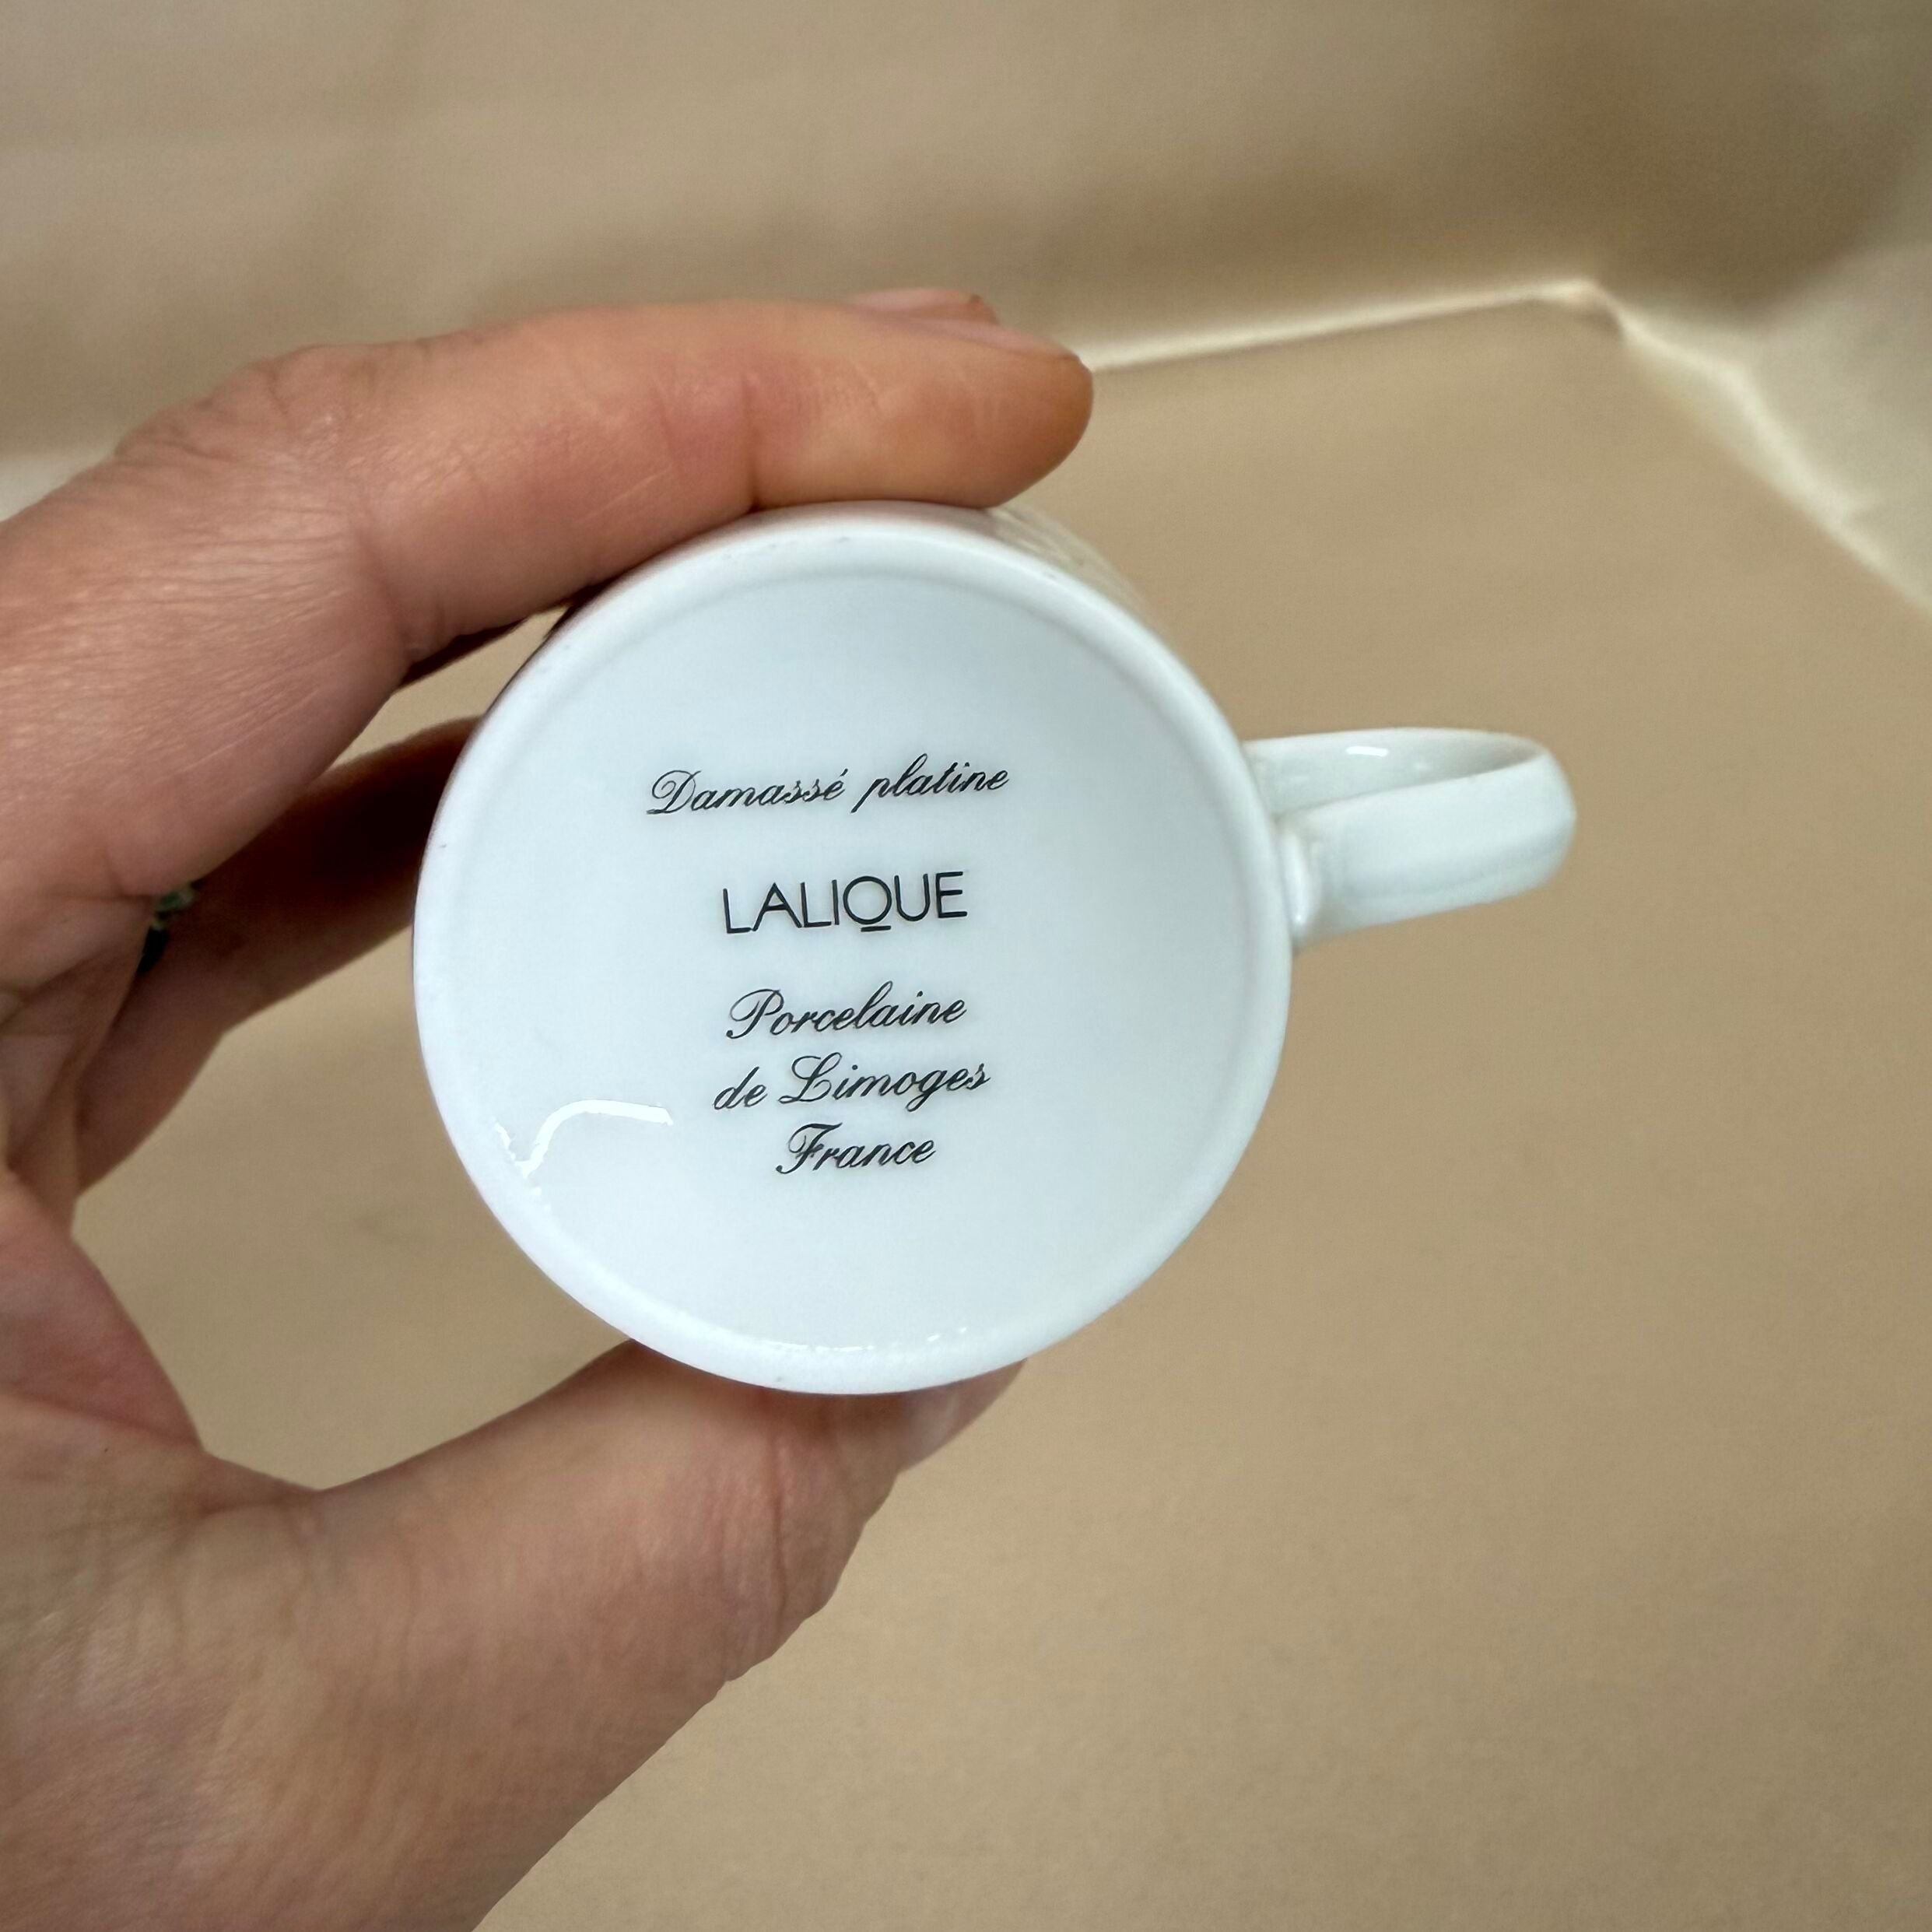 Damassé platine
LALIQUE
Porcelaine
de Limoges
France